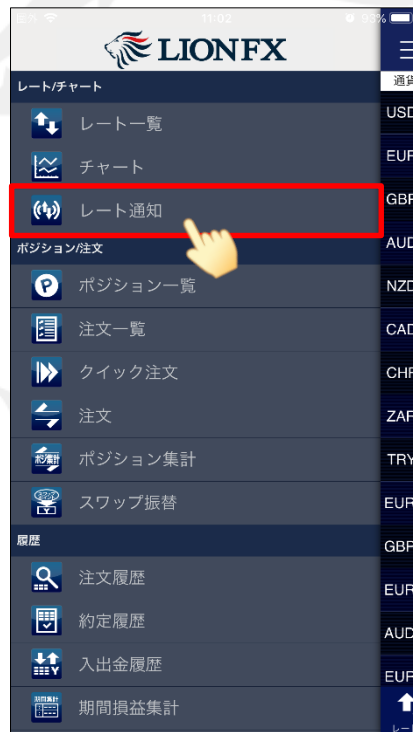 11:02
93%
LIONFX
レート/チャート
レート一覧
チャート
レート通知
ポジション/注文
P
ポジション一覧
注文一覧
クイック注文
注文
ポジション集計
スワップ振替
履歴
注文履歴
約定履歴
入出金履歴
期間損益集計
USD
EUR
GBP
AUD
NZD
CAD
CHF
ZAR
TRY
EUR
GBP
EUR
AUD
EUR